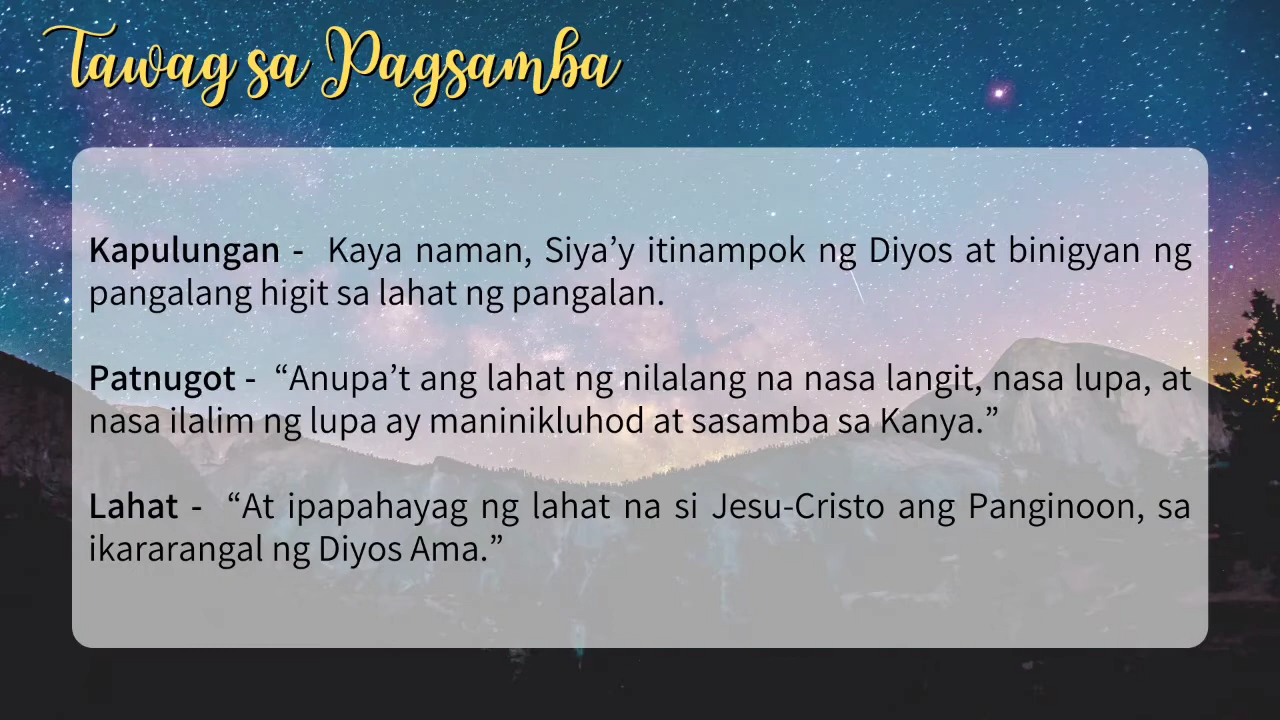 Tawag sa Pagsamba
Kapulungan - Kaya naman, Siya’y itinampok ng Diyos at binigyan ng
pangalang higit sa lahat ng pangalan.
Patnugot - “Anupa’t ang lahat ng nilalang na nasa langit, nasa lupa, at
nasa ilalim ng lupa ay maninikluhod at sasamba sa Kanya.”
Lahat - “At ipapahayag ng lahat na si Jesu-Cristo ang Panginoon, sa
ikararangal ng Diyos Ama.”